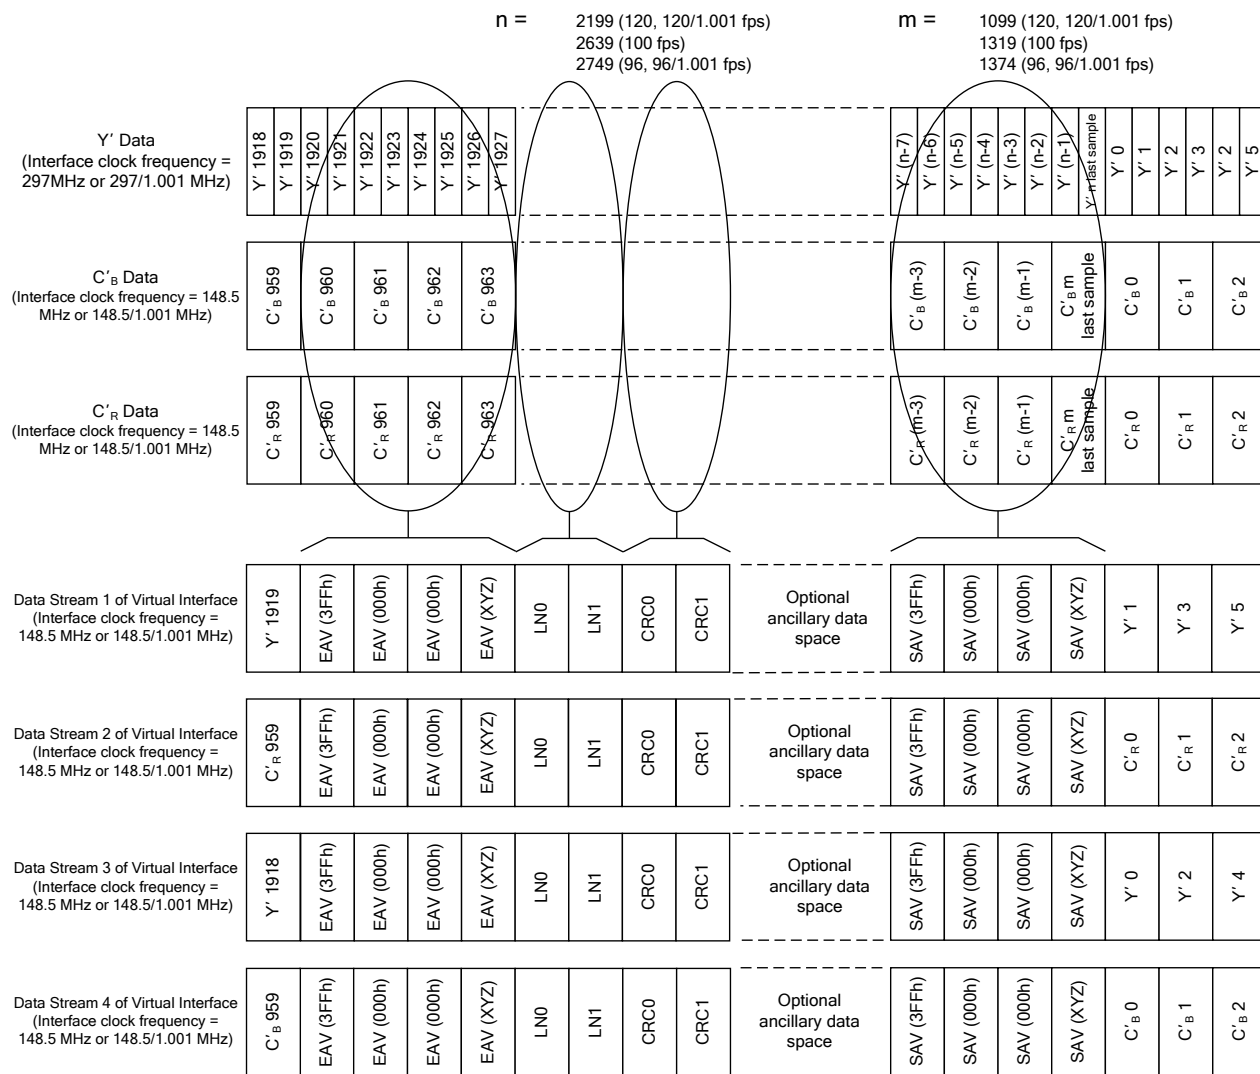 n = 2199 (120, 120/1.001 fps)
2639 (100 fps)
2749 (96, 96/1.001 fps)
m = 1099 (120, 120/1.001 fps)
1319 (100 fps)
1374 (96, 96/1.001 fps)
Y′ Data
(Interface clock frequency =
297MHz or 297/1.001 MHz)
Y′ 1918
Y′ 1919
Y′ 1920
Y′ 1921
Y′ 1922
Y′ 1923
Y′ 1924
Y′ 1925
Y′ 1926
Y′ 1927
Y′ (n-7)
Y′ (n-6)
Y′ (n-5)
Y′ (n-4)
Y′ (n-3)
Y′ (n-2)
Y′ (n-1)
Y′ n last sample
Y′ 0
Y′ 1
Y′ 2
Y′ 3
Y′ 2
Y′ 5
C′B Data
(Interface clock frequency = 148.5
MHz or 148.5/1.001 MHz)
C′B 959
C′B 960
C′B 961
C′B 962
C′B 963
C′B (m-3)
C′B (m-2)
C′B (m-1)
C′B m
last sample
C′B 0
C′B 1
C′B 2
C′R Data
(Interface clock frequency = 148.5
MHz or 148.5/1.001 MHz)
C′R 959
C′R 960
C′R 961
C′R 962
C′R 963
C′R (m-3)
C′R (m-2)
C′R (m-1)
C′R m
last sample
C′R 0
C′R 1
C′R 2
Data Stream 1 of Virtual Interface
(Interface clock frequency =
148.5 MHz or 148.5/1.001 MHz)
Y′ 1919
EAV (3FFh)
EAV (000h)
EAV (000h)
EAV (XYZ)
LN0
LN1
CRC0
CRC1
Optional
ancillary data
space
SAV (3FFh)
SAV (000h)
SAV (000h)
SAV (XYZ)
Y′ 1
Y′ 3
Y′ 5
Data Stream 2 of Virtual Interface
(Interface clock frequency =
148.5 MHz or 148.5/1.001 MHz)
C′R 959
EAV (3FFh)
EAV (000h)
EAV (000h)
EAV (XYZ)
LN0
LN1
CRC0
CRC1
Optional
ancillary data
space
SAV (3FFh)
SAV (000h)
SAV (000h)
SAV (XYZ)
C′R 0
C′R 1
C′R 2
Data Stream 3 of Virtual Interface
(Interface clock frequency =
148.5 MHz or 148.5/1.001 MHz)
Y′ 1918
EAV (3FFh)
EAV (000h)
EAV (000h)
EAV (XYZ)
LN0
LN1
CRC0
CRC1
Optional
ancillary data
space
SAV (3FFh)
SAV (000h)
SAV (000h)
SAV (XYZ)
Y′ 0
Y′ 2
Y′ 4
Data Stream 4 of Virtual Interface
(Interface clock frequency =
148.5 MHz or 148.5/1.001 MHz)
C′B 959
EAV (3FFh)
EAV (000h)
EAV (000h)
EAV (XYZ)
LN0
LN1
CRC0
CRC1
Optional
ancillary data
space
SAV (3FFh)
SAV (000h)
SAV (000h)
SAV (XYZ)
C′B 0
C′B 1
C′B 2